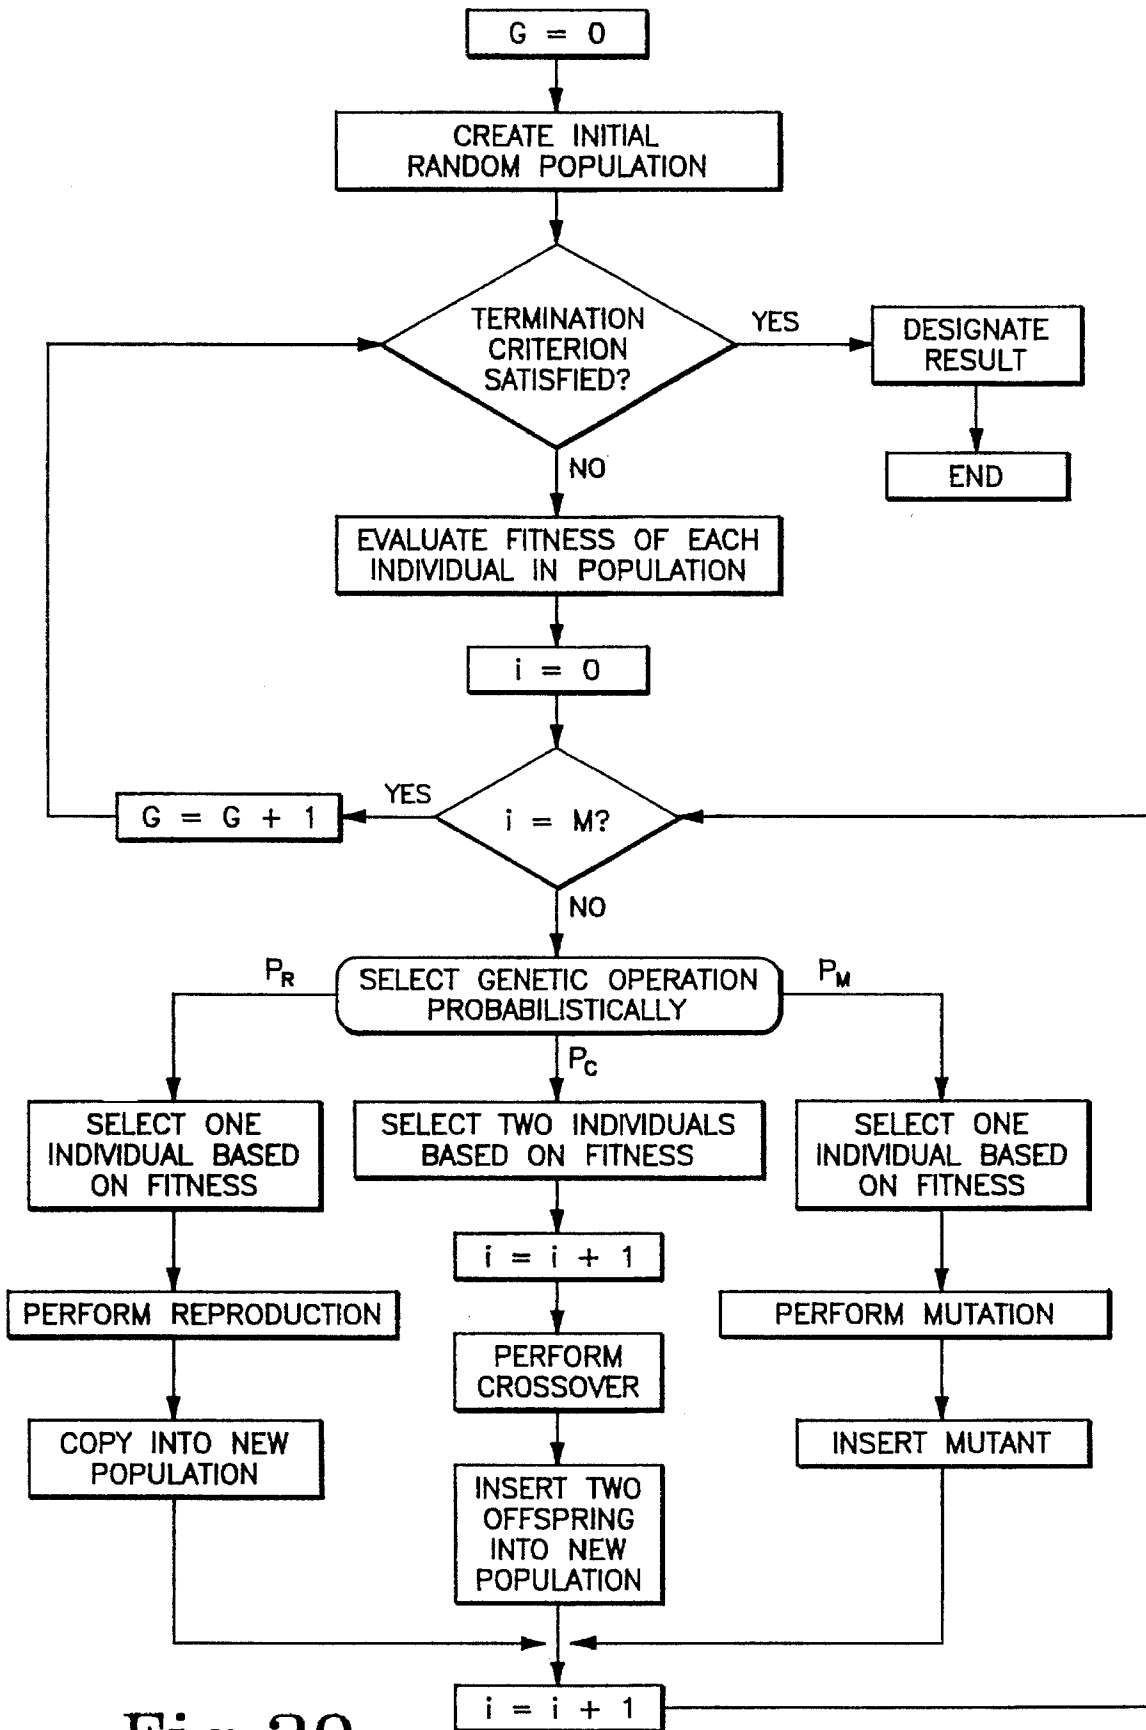 G = 0
CREATE INITIAL
RANDOM POPULATION
TERMINATION
CRITERION
SATISFIED?
YES
DESIGNATE
RESULT
END
NO
EVALUATE FITNESS OF EACH
INDIVIDUAL IN POPULATION
i = 0
i = M?
YES
G = G + 1
NO
SELECT GENETIC OPERATION
PROBABILISTICALLY
PR
PC
PM
SELECT ONE
INDIVIDUAL BASED
ON FITNESS
PERFORM REPRODUCTION
COPY INTO NEW
POPULATION
SELECT TWO INDIVIDUALS
BASED ON FITNESS
i = i + 1
PERFORM
CROSSOVER
INSERT TWO
OFFSPRING
INTO NEW
POPULATION
SELECT ONE
INDIVIDUAL BASED
ON FITNESS
PERFORM MUTATION
INSERT MUTANT
i = i + 1